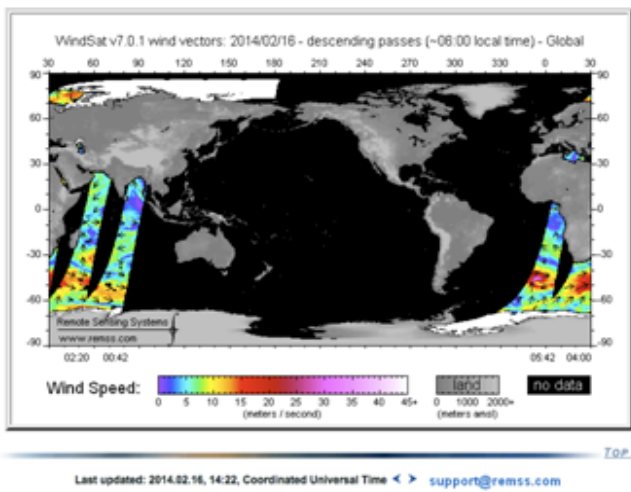 WindSat v7.0.1 wind vectors: 2014/02/16 - descending passes (~06:00 local time) - Global
30 60 90 120 150 180 210 240 270 300 330 0 30
90 90
60 60
30 30
0 0
-30 -30
-60 -60
Remote Sensing Systems
www.remss.com
-90 -90
02:20 00:42 05:42 04:00
Wind Speed: land no data
0 5 10 15 20 25 30 35 40 45+ 0 1000 2000+
(meters / second) (meters amsl)
TOP
Last updated: 2014.02.16, 14:22, Coordinated Universal Time < > support@remss.com